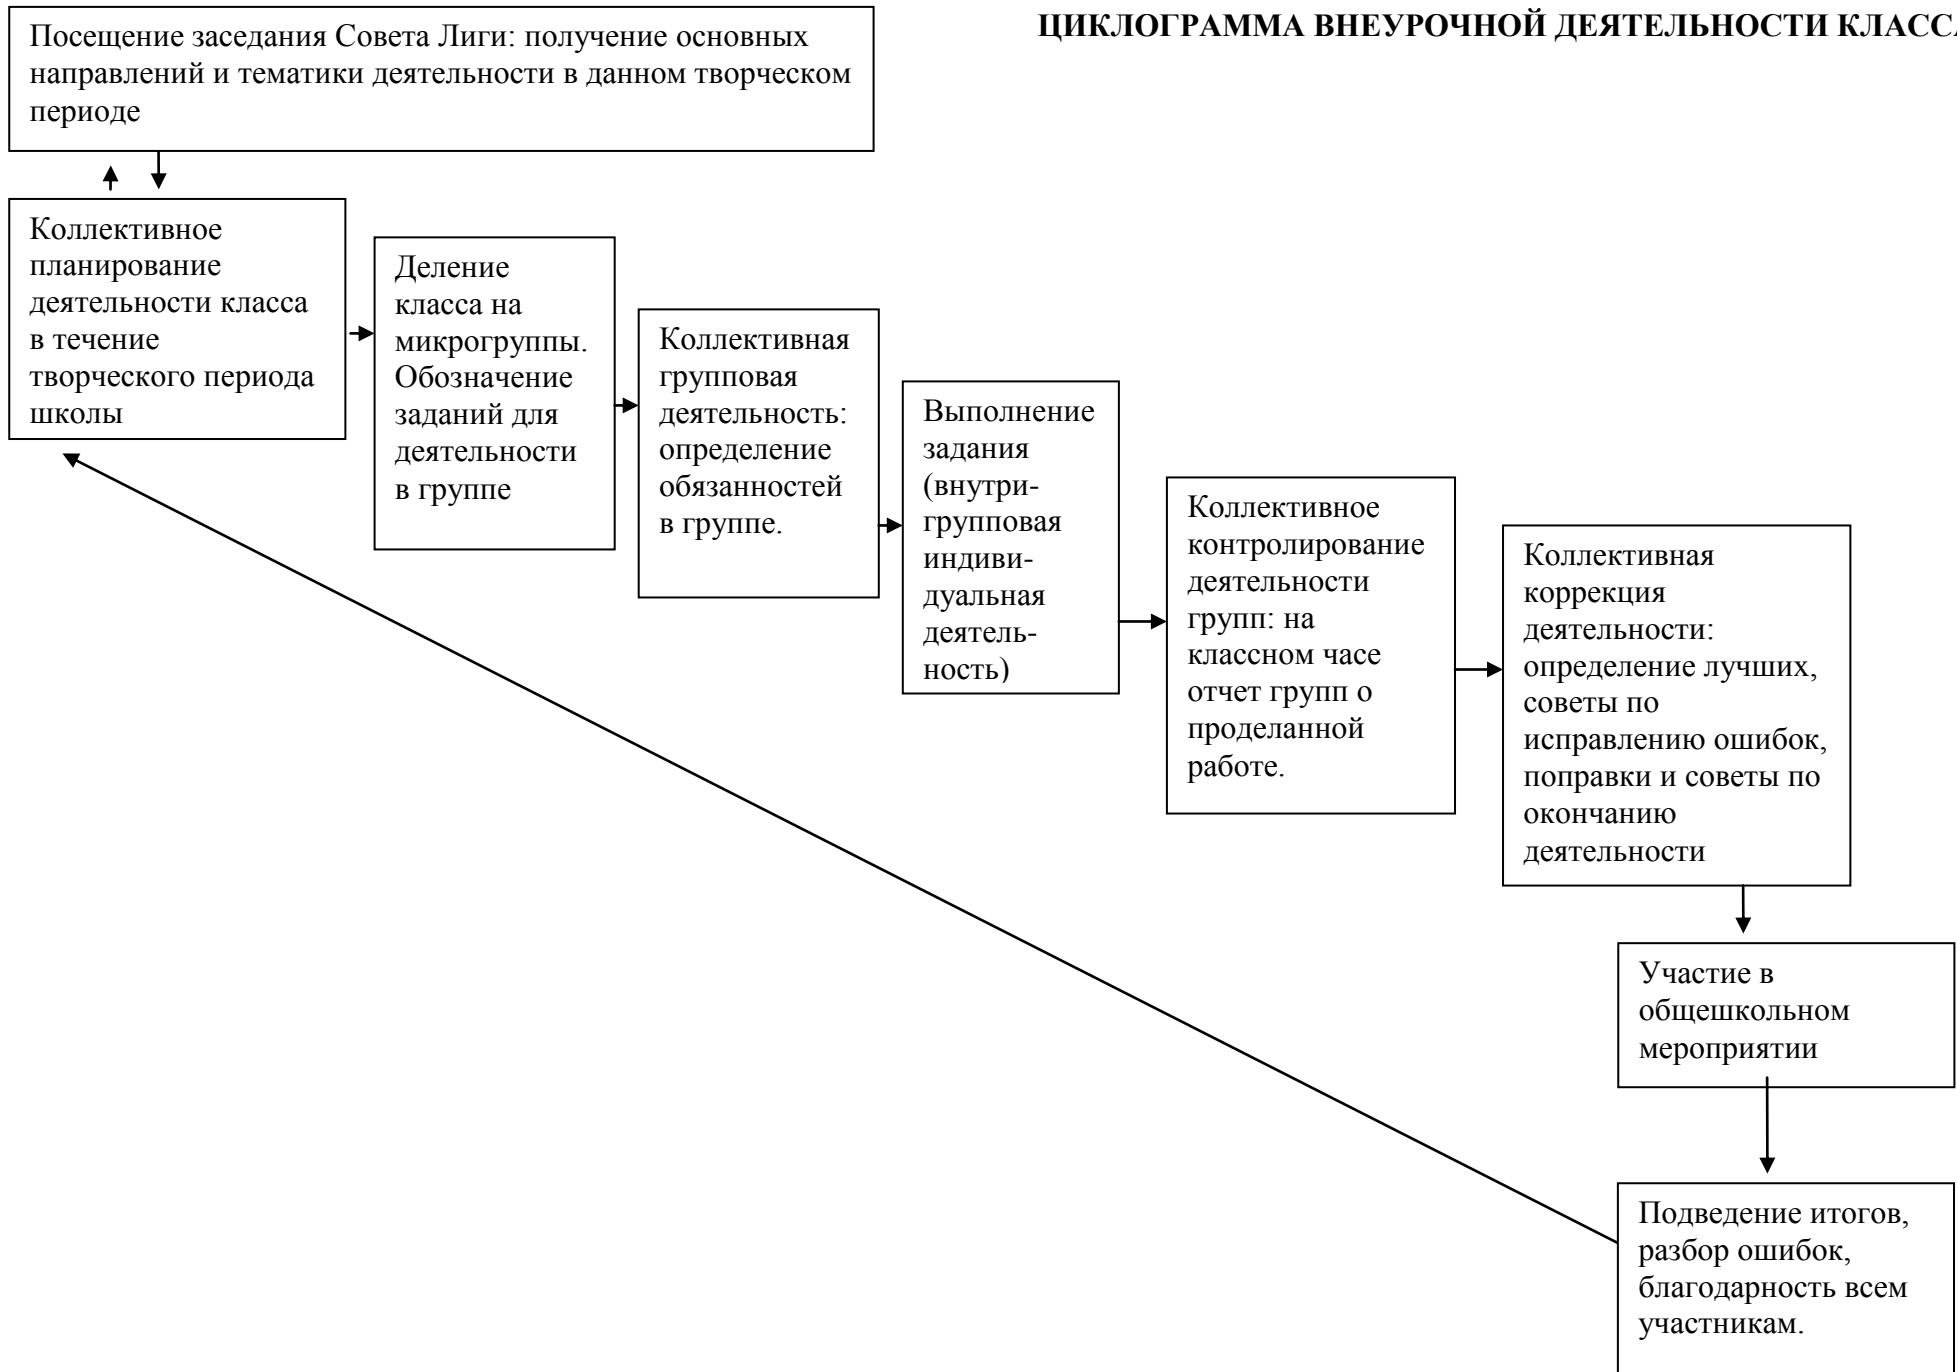 ЦИКЛОГРАММА ВНЕУРОЧНОЙ ДЕЯТЕЛЬНОСТИ КЛАССА
Посещение заседания Совета Лиги: получение основных
направлений и тематики деятельности в данном творческом
периоде
Коллективное
планирование
деятельности класса
в течение
творческого периода
школы
Деление
класса на
микрогруппы.
Обозначение
заданий для
деятельности
в группе
Коллективная
групповая
деятельность:
определение
обязанностей
в группе.
Выполнение
задания
(внутри-
групповая
индиви-
дуальная
деятель-
ность)
Коллективное
контролирование
деятельности
групп: на
классном часе
отчет групп о
проделанной
работе.
Коллективная
коррекция
деятельности:
определение лучших,
советы по
исправлению ошибок,
поправки и советы по
окончанию
деятельности
Участие в
общешкольном
мероприятии
Подведение итогов,
разбор ошибок,
благодарность всем
участникам.